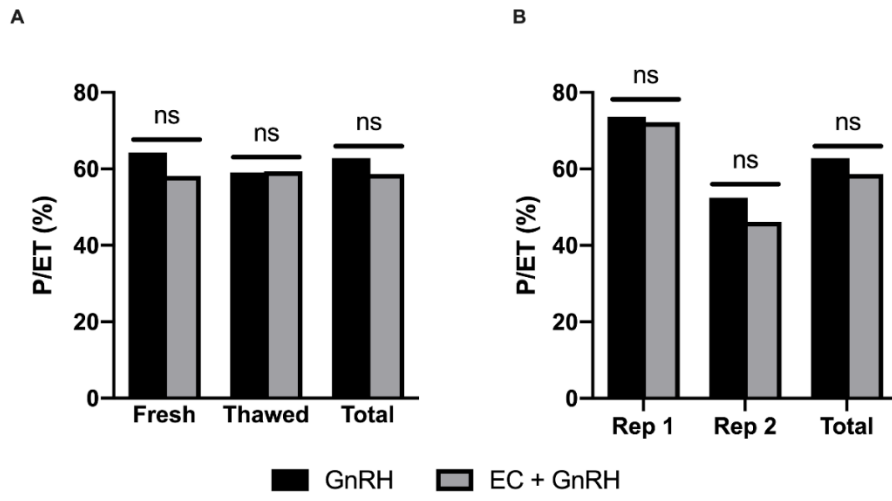 A
P/ET (%)
80
60
40
20
0
ns
ns
ns
Fresh
Thawed
Total
B
P/ET (%)
80
60
40
20
0
ns
ns
ns
Rep 1
Rep 2
Total
GnRH
EC + GnRH